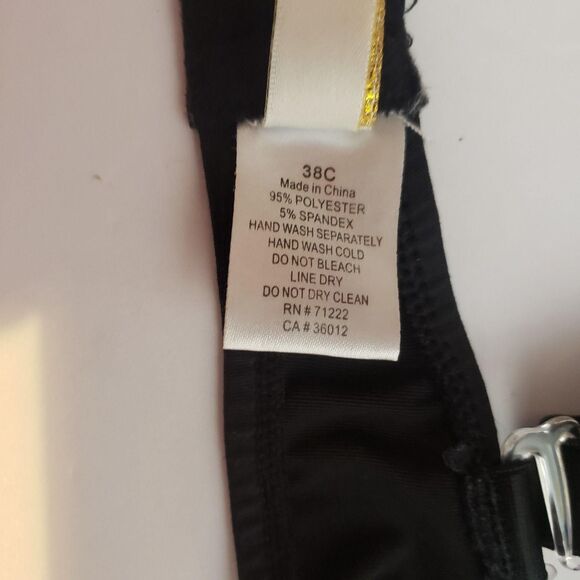 38C
Made in China
95% POLYESTER
5% SPANDEX
HAND WASH SEPARATELY
HAND WASH COLD
DO NOT BLEACH
LINE DRY
DO NOT DRY CLEAN
RN # 71222
CA # 36012